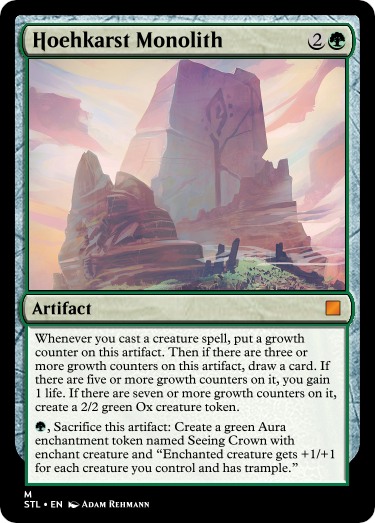 Hoehkarst Monolith 2
Artifact
Whenever you cast a creature spell, put a growth
counter on this artifact. Then if there are three or
more growth counters on this artifact, draw a card. If
there are five or more growth counters on it, you gain
1 life. If there are seven or more growth counters on it,
create a 2/2 green Ox creature token.
, Sacrifice this artifact: Create a green Aura
enchantment token named Seeing Crown with
enchant creature and “Enchanted creature gets +1/+1
for each creature you control and has trample.”
M
STL • EN Adam Rehmann